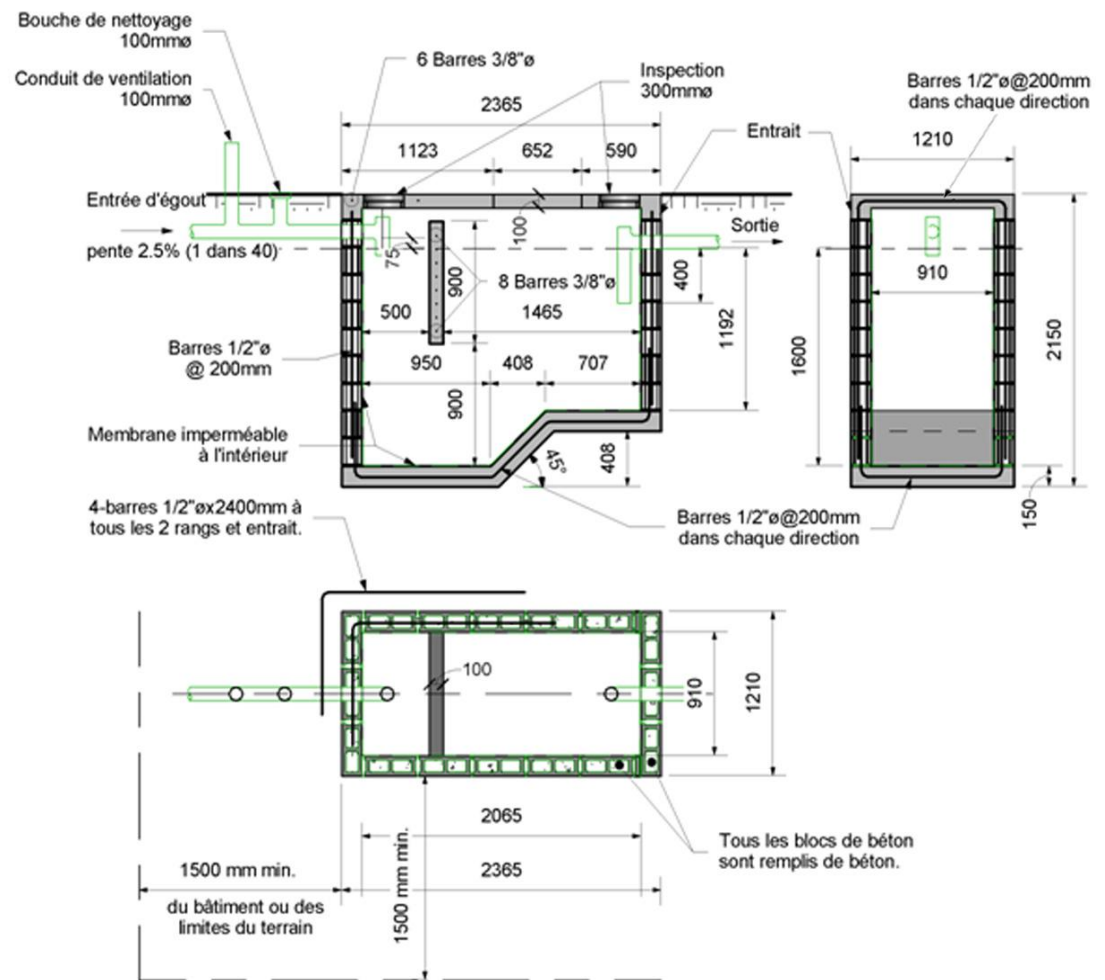 Bouche de nettoyage
100mmø
Conduit de ventilation
100mmø
6 Barres 3/8"ø
Inspection
300mmø
Barres 1/2"ø@200mm
dans chaque direction
2365
Entrait
1210
1123
652
590
Entrée d'égout
pente 2.5% (1 dans 40)
75
100
Sortie
900
8 Barres 3/8"ø
400
910
500
1465
1192
1600
2150
Barres 1/2"ø
@ 200mm
950
408
707
900
Membrane imperméable
à l'intérieur
45°
408
150
4-barres 1/2"øx2400mm à
tous les 2 rangs et entrait.
Barres 1/2"ø@200mm
dans chaque direction
100
910
1210
2065
1500 mm min.
2365
Tous les blocs de béton
sont remplis de béton.
du bâtiment ou des
limites du terrain
1500 mm min.